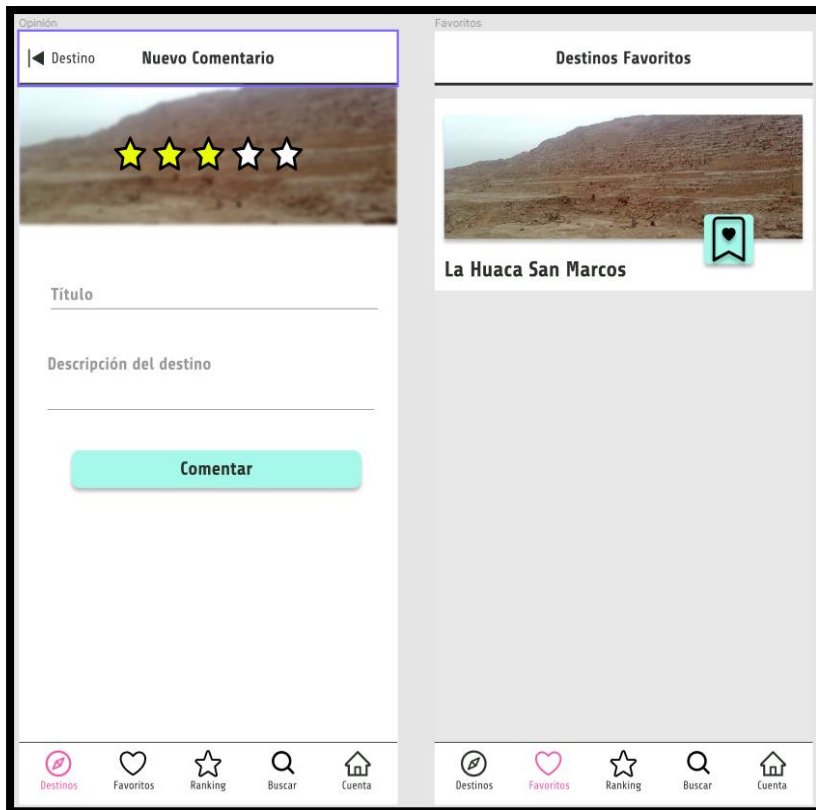 Opinión
Destino
Nuevo Comentario
Título
Descripción del destino
Comentar
Destinos
Favoritos
Ranking
Buscar
Cuenta
Favoritos
Destinos Favoritos
La Huaca San Marcos
Destinos
Favoritos
Ranking
Buscar
Cuenta